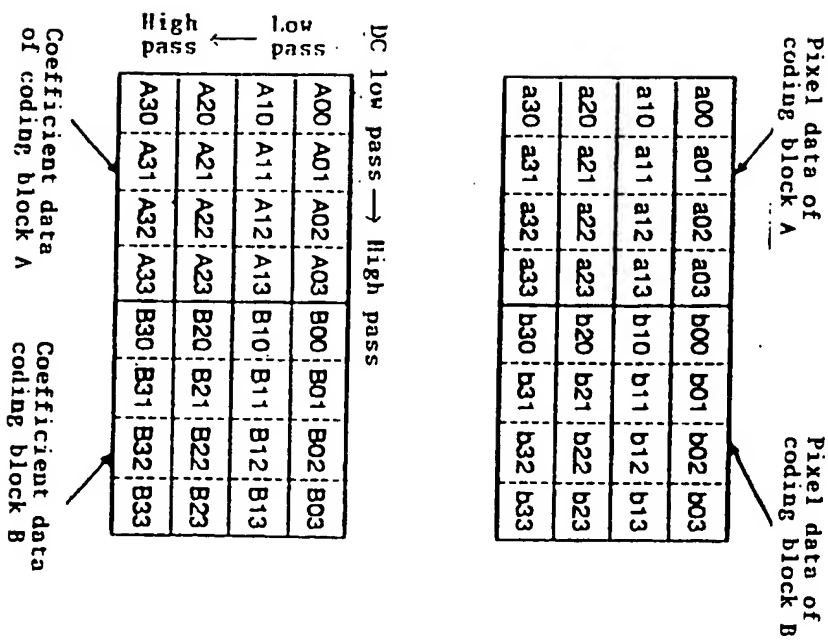 Pixel data of
coding block A
Pixel data of
coding block B
a00 a01 a02 a03 b00 b01 b02 b03
a10 a11 a12 a13 b10 b11 b12 b13
a20 a21 a22 a23 b20 b21 b22 b23
a30 a31 a32 a33 b30 b31 b32 b33
DC low pass → High pass
High ← Low
pass pass
A00 A01 A02 A03 B00 B01 B02 B03
A10 A11 A12 A13 B10 B11 B12 B13
A20 A21 A22 A23 B20 B21 B22 B23
A30 A31 A32 A33 B30 B31 B32 B33
Coefficient data
of coding block A
Coefficient data
coding block B